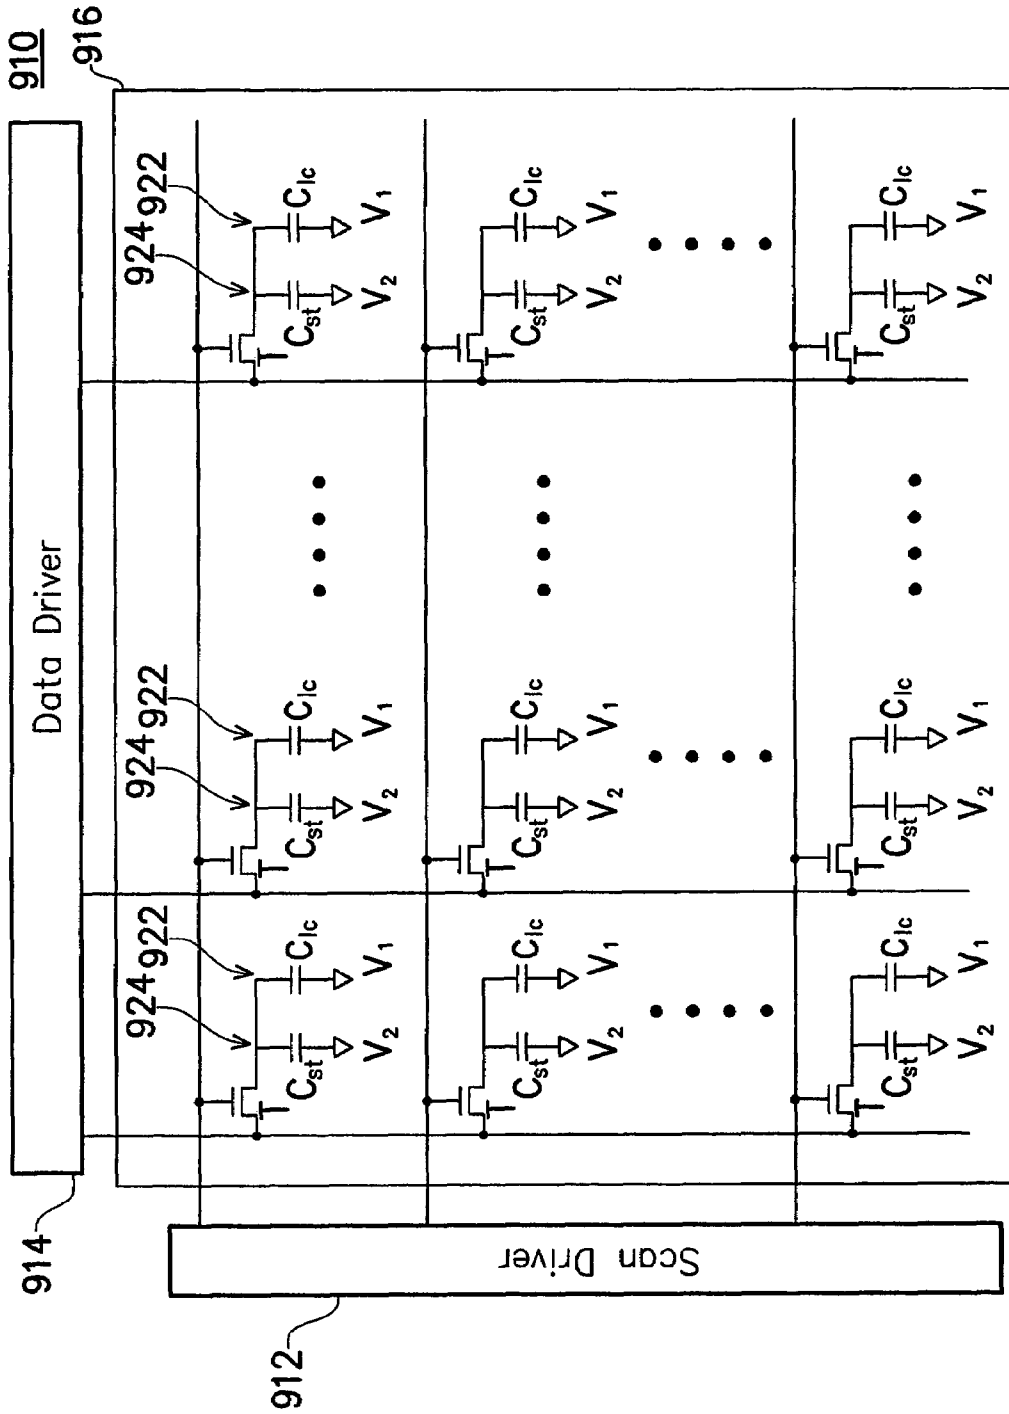 910
914
Data Driver
916
924 922 924 922 924 922
Cst Clc Cst Clc Cst Clc
V2 V1 V2 V1 V2 V1
912
Scan Driver
Cst Clc Cst Clc Cst Clc
V2 V1 V2 V1 V2 V1
Cst Clc Cst Clc Cst Clc
V2 V1 V2 V1 V2 V1